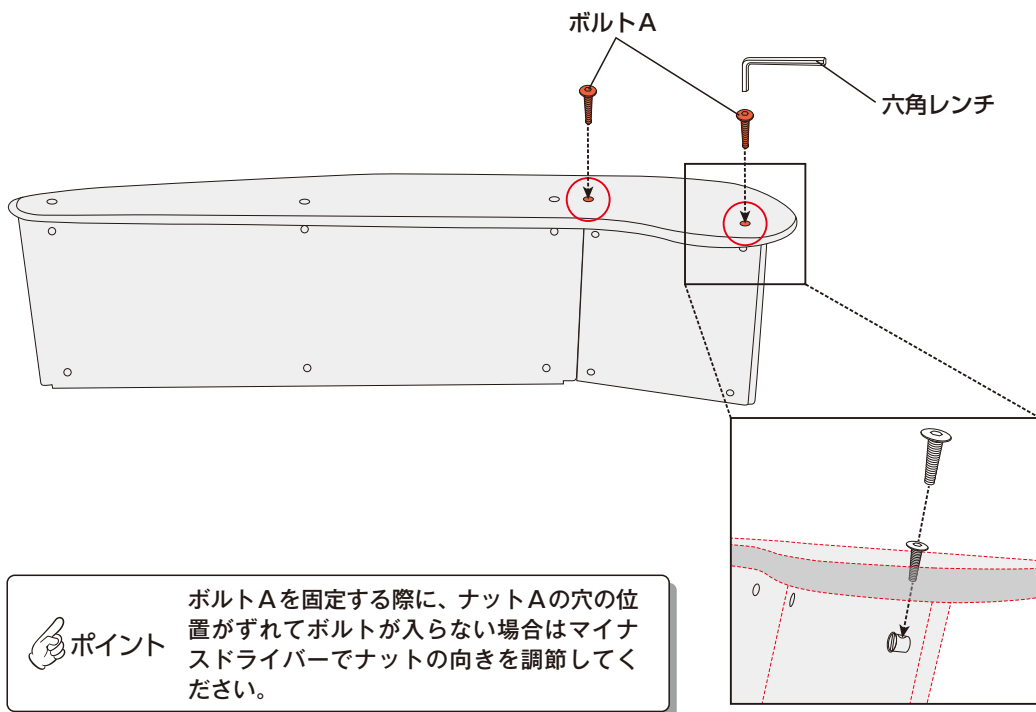 ボルトA
六角レンチ
ポイント
ボルトAを固定する際に、ナットAの穴の位
置がずれてボルトが入らない場合はマイナ
スドライバーでナットの向きを調節してく
ださい。